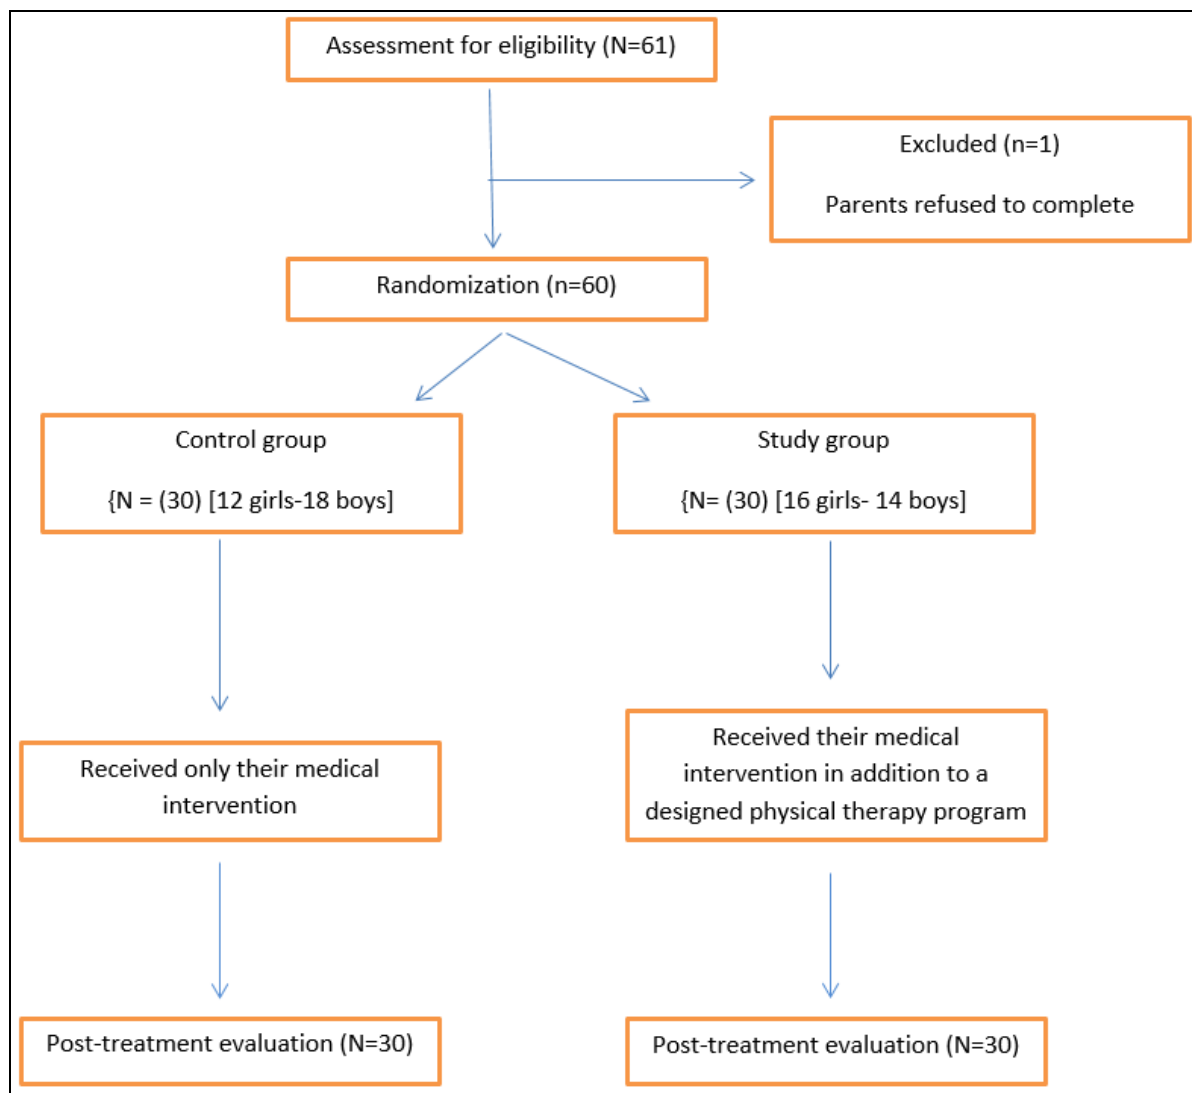 Assessment for eligibility (N=61)
Excluded (n=1)
Parents refused to complete
Randomization (n=60)
Control group
{N = (30) [12 girls-18 boys]
Study group
{N= (30) [16 girls- 14 boys]
Received only their medical
intervention
Received their medical
intervention in addition to a
designed physical therapy program
Post-treatment evaluation (N=30)
Post-treatment evaluation (N=30)